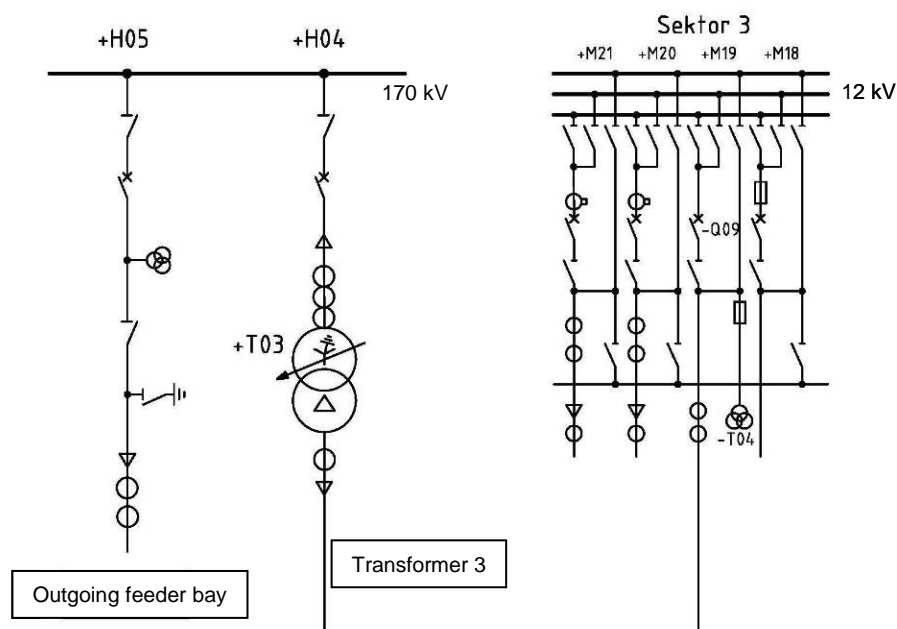 +H05
+H04
170 kV
+T03
Transformer 3
Outgoing feeder bay
Sektor 3
+M21
+M20
+M19
+M18
12 kV
-Q09
-T04